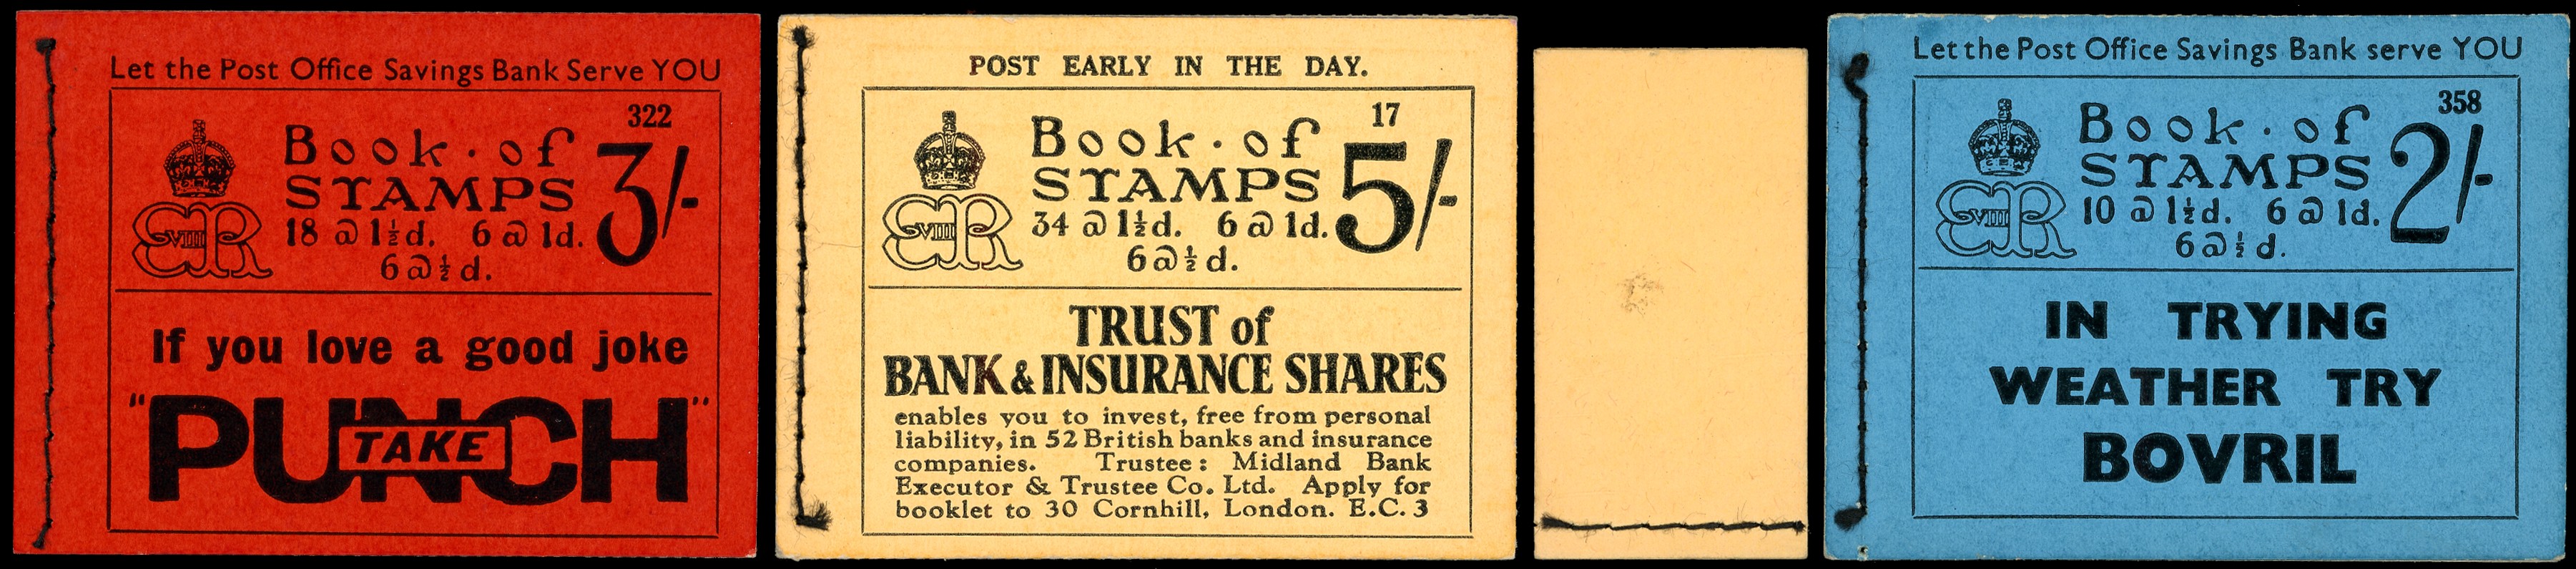 Let the Post Office Savings Bank Serve YOU
322
Book · of
STAMPS
3/-
18 @ 1½d. 6 @ 1d.
6 @ ½d.
EVIIIR
If you love a good joke
"PUNCH"
TAKE
POST EARLY IN THE DAY.
17
Book · of
STAMPS
5/-
34 @ 1½d. 6 @ 1d.
6 @ ½d.
EVIIIR
TRUST of
BANK & INSURANCE SHARES
enables you to invest, free from personal
liability, in 52 British banks and insurance
companies. Trustee: Midland Bank
Executor & Trustee Co. Ltd. Apply for
booklet to 30 Cornhill, London. E.C. 3
Let the Post Office Savings Bank serve YOU
358
Book · of
STAMPS
2/-
10 @ 1½d. 6 @ 1d.
6 @ ½d.
EVIIIR
IN TRYING
WEATHER TRY
BOVRIL